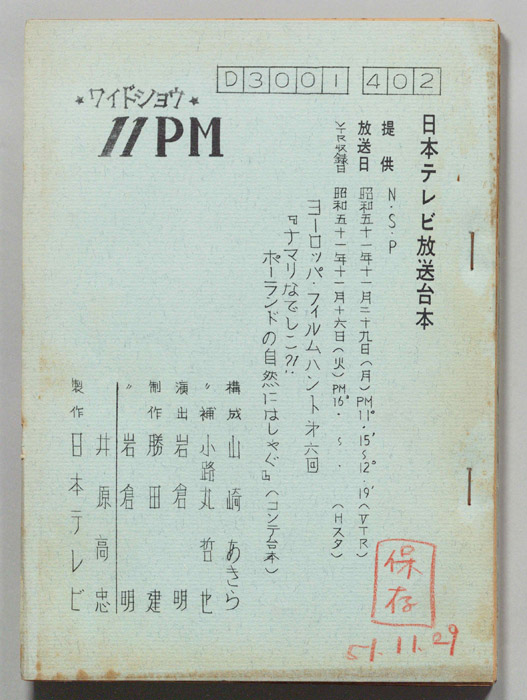 D3001 402
ワイドショウ
11PM
日本テレビ放送台本
提供 N・S・P
放送日 昭和五十一年十一月二十九日(月)PM11°・15′〜12°・19′(VTR)
VTR収録日 昭和五十一年十一月十六日(火)PM16°・〜・(Hスタ)
ヨーロッパ・フィルムハント・オ六回
『ナマリなでしこ?!
ポーランドの自然にはしゃぐ』(コンテ台本)
構成 山崎あきら
〃補 小路丸哲也
演出 岩倉明
制作 勝田建
〃 岩倉明
井原高忠
製作 日本テレビ
保存
51.11.29